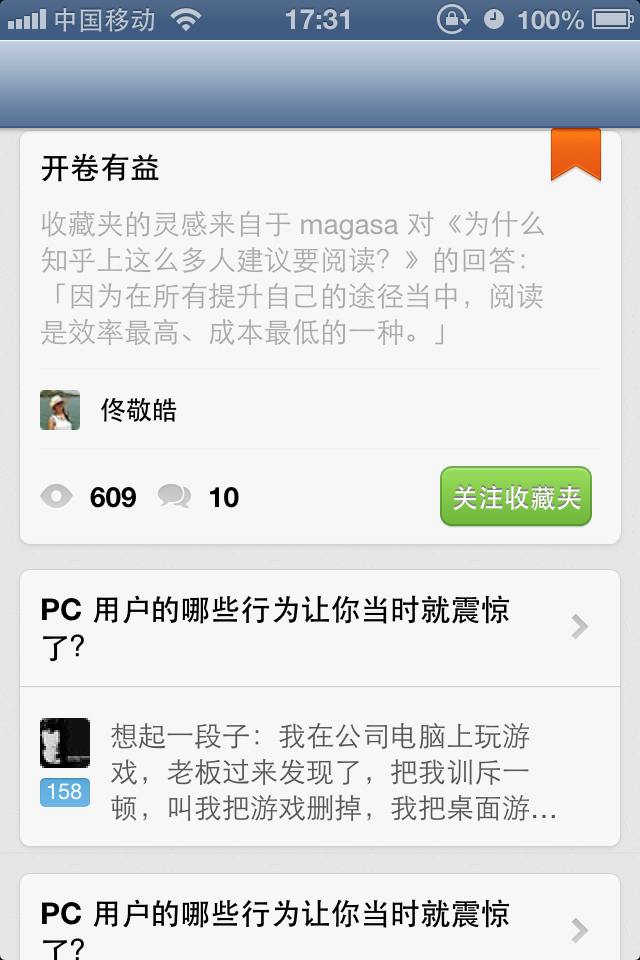 中国移动 17:31 100%
开卷有益
收藏夹的灵感来自于 magasa 对《为什么
知乎上这么多人建议要阅读？》的回答：
「因为在所有提升自己的途径当中，阅读
是效率最高、成本最低的一种。」
佟敬皓
609 10 关注收藏夹
PC 用户的哪些行为让你当时就震惊
了？
想起一段子：我在公司电脑上玩游
戏，老板过来发现了，把我训斥一
158
顿，叫我把游戏删掉，我把桌面游…
PC 用户的哪些行为让你当时就震惊
了？